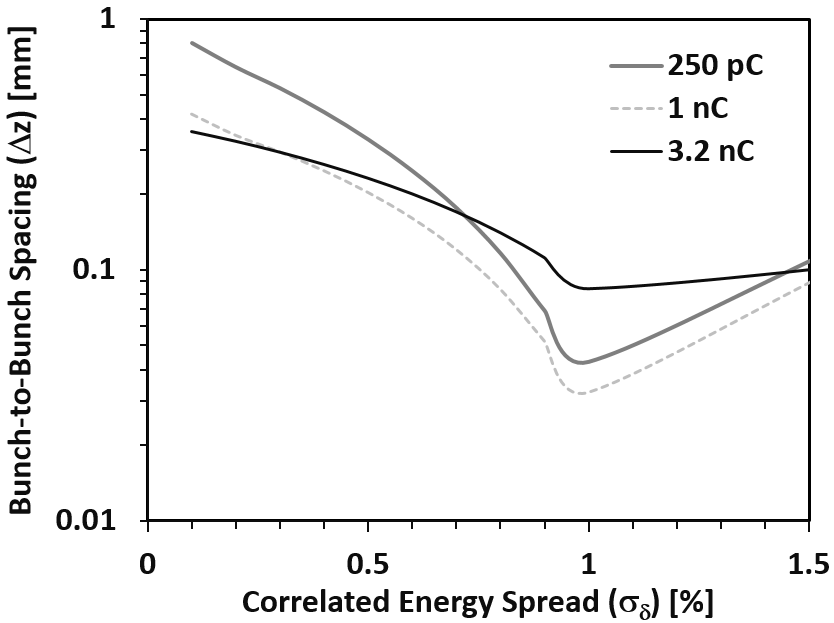 Bunch-to-Bunch Spacing (Δz) [mm]
1
0.1
0.01
250 pC
1 nC
3.2 nC
0
0.5
1
1.5
Correlated Energy Spread (σδ) [%]